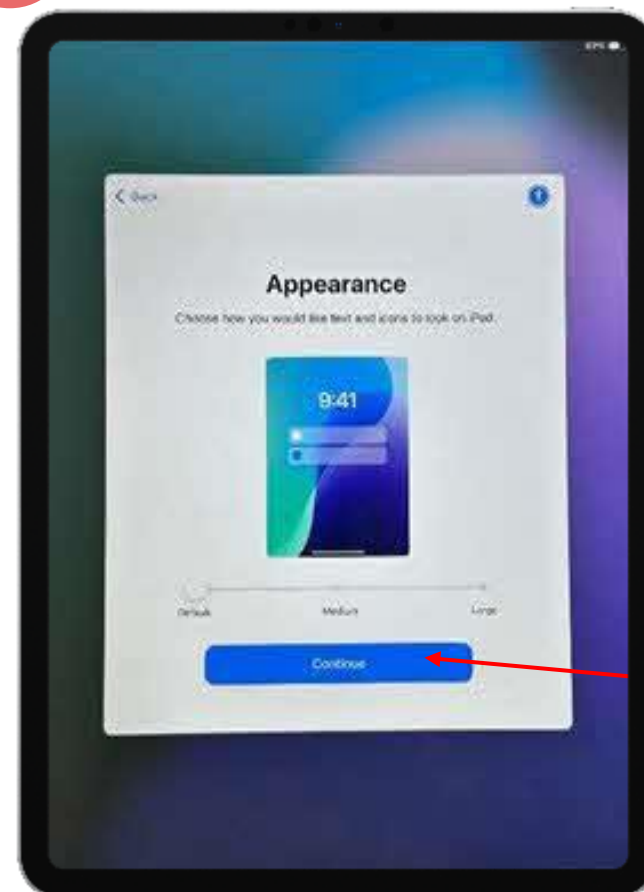 Back
Appearance
Choose how you would like text and icons to look on iPad.
9:41
Default Medium Large
Continue